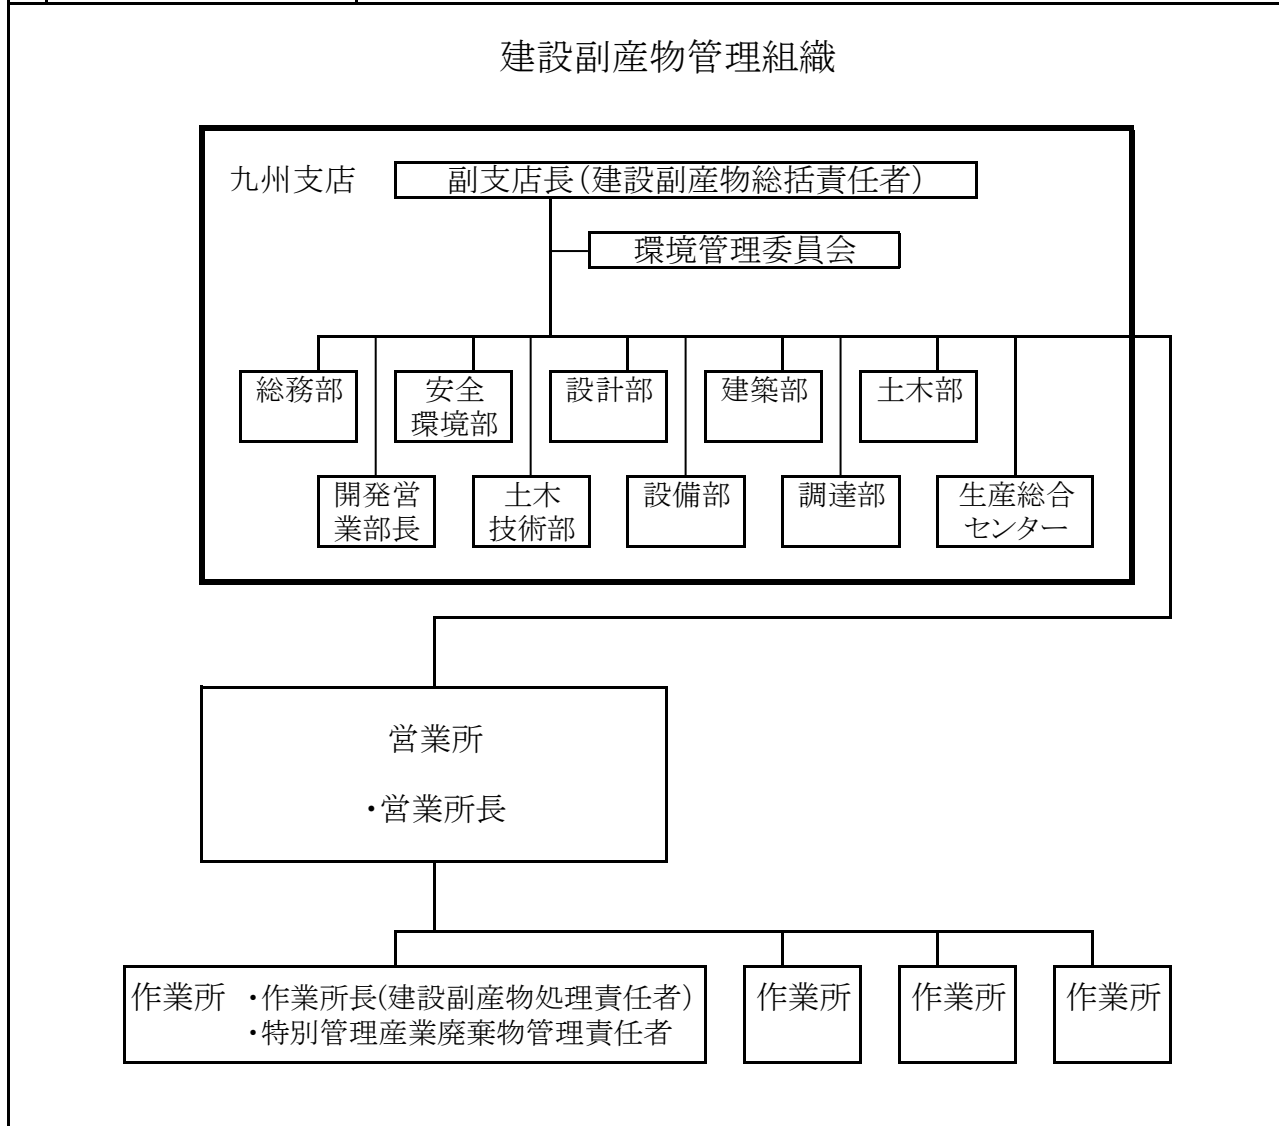 建設副産物管理組織
九州支店
副支店長（建設副産物総括責任者）
環境管理委員会
総務部
安全
環境部
設計部
建築部
土木部
開発営
業部長
土木
技術部
設備部
調達部
生産総合
センター
営業所
・営業所長
作業所 ・作業所長(建設副産物処理責任者)
・特別管理産業廃棄物管理責任者
作業所
作業所
作業所